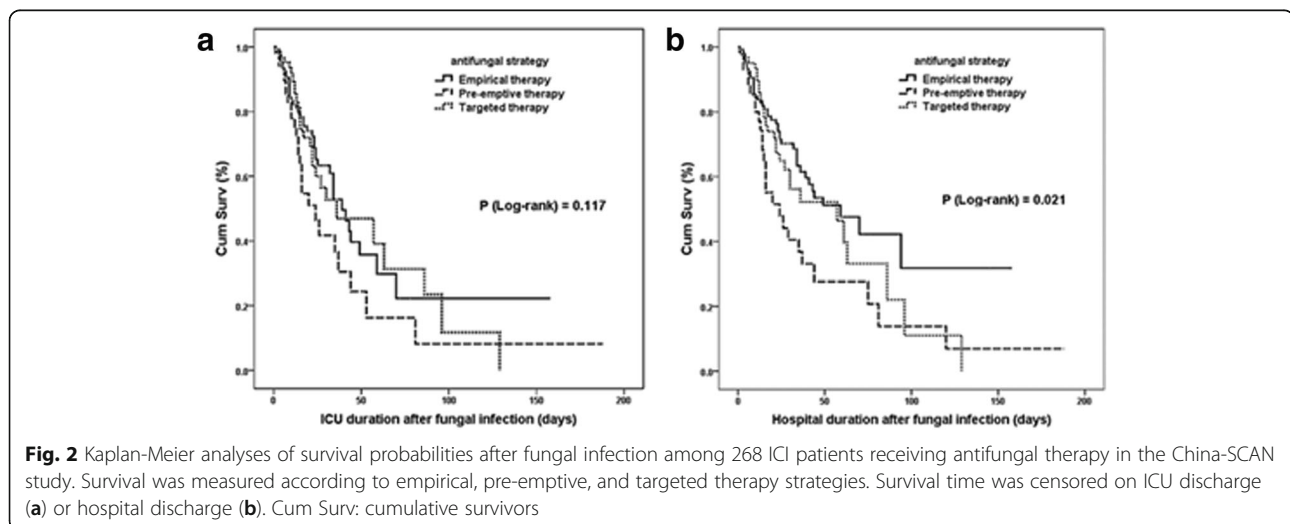 a
1.0
0.8
0.6
0.4
0.2
0.0
Cum Surv (%)
antifungal strategy
Empirical therapy
Pre-emptive therapy
Targeted therapy
P (Log-rank) = 0.117
0
50
100
150
200
ICU duration after fungal infection (days)
b
1.0
0.8
0.6
0.4
0.2
0.0
Cum Surv (%)
antifungal strategy
Empirical therapy
Pre-emptive therapy
Targeted therapy
P (Log-rank) = 0.021
0
50
100
150
200
Hospital duration after fungal infection (days)
Fig. 2 Kaplan-Meier analyses of survival probabilities after fungal infection among 268 ICI patients receiving antifungal therapy in the China-SCAN
study. Survival was measured according to empirical, pre-emptive, and targeted therapy strategies. Survival time was censored on ICU discharge
(a) or hospital discharge (b). Cum Surv: cumulative survivors